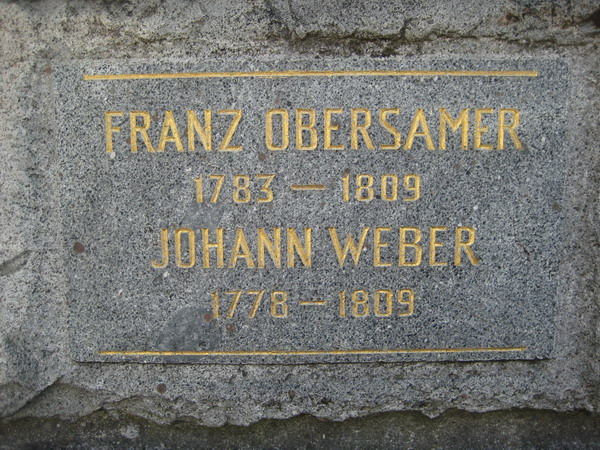 FRANZ OBERSAMER
1783 – 1809
JOHANN WEBER
1778 – 1809